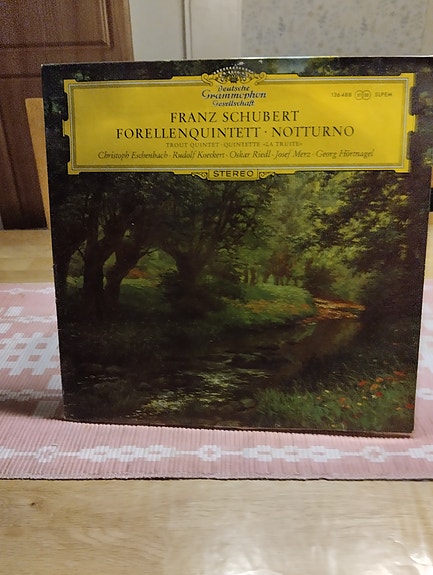 Deutsche
Grammophon
Gesellschaft
136 488 SLPEM
FRANZ SCHUBERT
FORELLENQUINTETT · NOTTURNO
TROUT QUINTET · QUINTETTE «LA TRUITE»
Christoph Eschenbach · Rudolf Koeckert · Oskar Riedl · Josef Merz · Georg Hörtnagel
STEREO